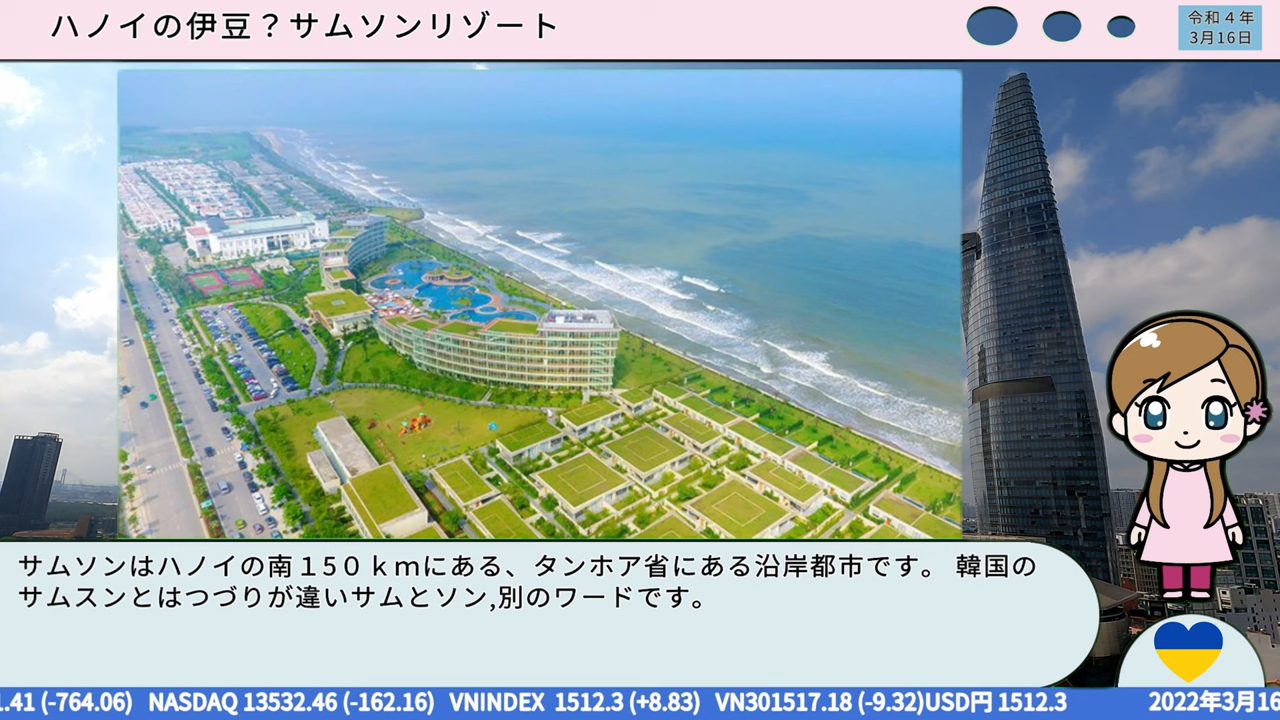 ハノイの伊豆？サムソンリゾート
令和４年
3月16日
サムソンはハノイの南１５０ｋｍにある、タンホア省にある沿岸都市です。 韓国の
サムスンとはつづりが違いサムとソン,別のワードです。
.41 (-764.06) NASDAQ 13532.46 (-162.16) VNINDEX 1512.3 (+8.83) VN301517.18 (-9.32)USD円 1512.3 2022年3月16